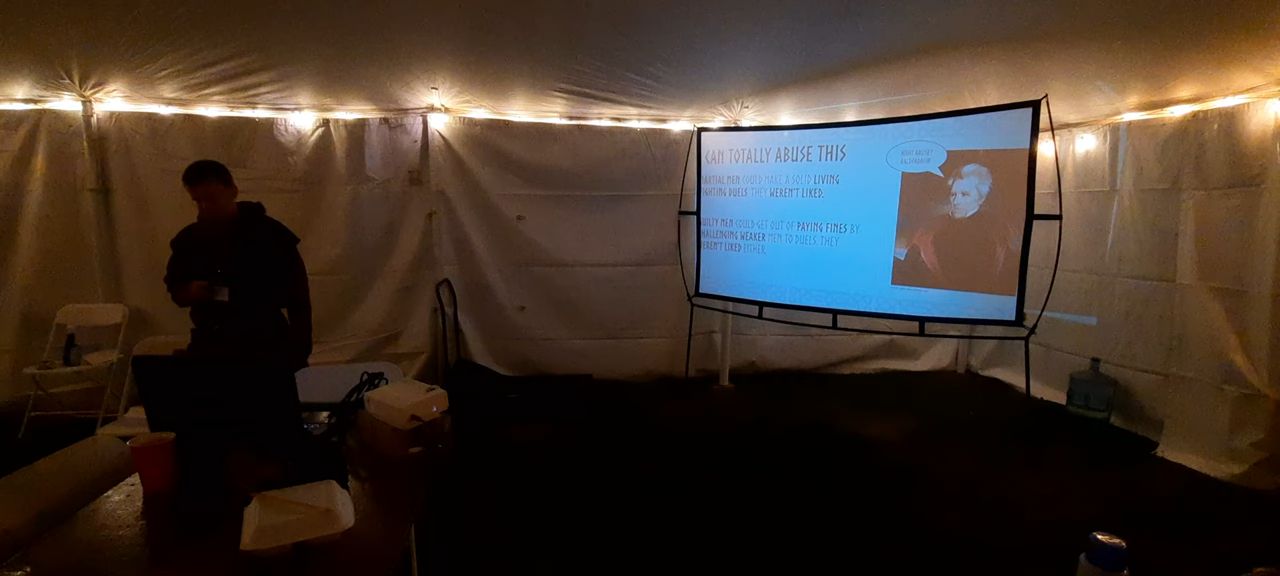 CAN TOTALLY ABUSE THIS
MARTIAL MEN COULD MAKE A SOLID LIVING
FIGHTING DUELS. THEY WEREN'T LIKED.
GUILTY MEN COULD GET OUT OF PAYING FINES BY
CHALLENGING WEAKER MEN TO DUELS. THEY
WEREN'T LIKED EITHER.